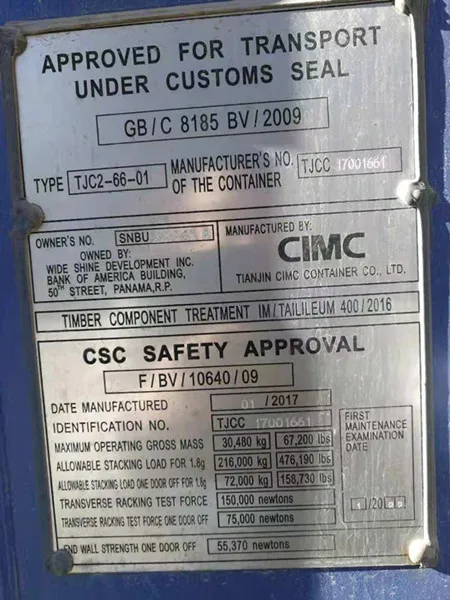 APPROVED FOR TRANSPORT
UNDER CUSTOMS SEAL
GB/C 8185 BV/2009
TYPE TJC2-66-01
MANUFACTURER'S NO.
OF THE CONTAINER
TJCC 17001661
OWNER'S NO. SNBU
OWNED BY:
WIDE SHINE DEVELOPMENT INC.
BANK OF AMERICA BUILDING,
50TH STREET, PANAMA,R.P.
MANUFACTURED BY:
CIMC
TIANJIN CIMC CONTAINER CO., LTD.
TIMBER COMPONENT TREATMENT IM/TAILILEUM 400/2016
CSC SAFETY APPROVAL
F/BV/10640/09
DATE MANUFACTURED 01/2017
IDENTIFICATION NO. TJCC 17001661
MAXIMUM OPERATING GROSS MASS 30,480 kg 67,200 lbs
ALLOWABLE STACKING LOAD FOR 1.8g 216,000 kg 476,190 lbs
ALLOWABLE STACKING LOAD ONE DOOR OFF FOR 1.8g 72,000 kg 158,730 lbs
TRANSVERSE RACKING TEST FORCE 150,000 newtons
TRANSVERSE RACKING TEST FORCE ONE DOOR OFF 75,000 newtons
END WALL STRENGTH ONE DOOR OFF 55,370 newtons
FIRST
MAINTENANCE
EXAMINATION
DATE